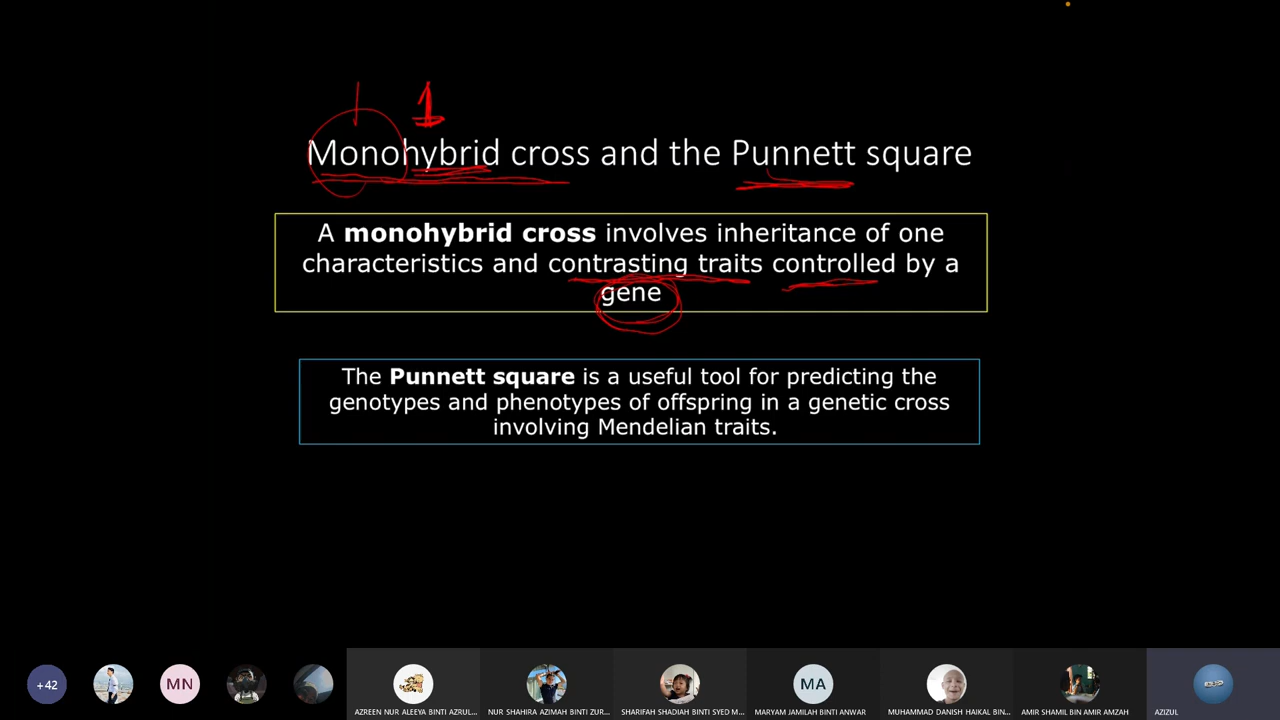 1
Monohybrid cross and the Punnett square
A monohybrid cross involves inheritance of one
characteristics and contrasting traits controlled by a
gene
The Punnett square is a useful tool for predicting the
genotypes and phenotypes of offspring in a genetic cross
involving Mendelian traits.
+42
MN
MA
AZREEN NUR ALEEYA BINTI AZRUL...
NUR SHAHIRA AZIMAH BINTI ZUR...
SHARIFAH SHADIAH BINTI SYED M...
MARYAM JAMILAH BINTI ANWAR
MUHAMMAD DANISH HAIKAL BIN...
AMIR SHAMIL BIN AMIR AMZAH
AZIZUL